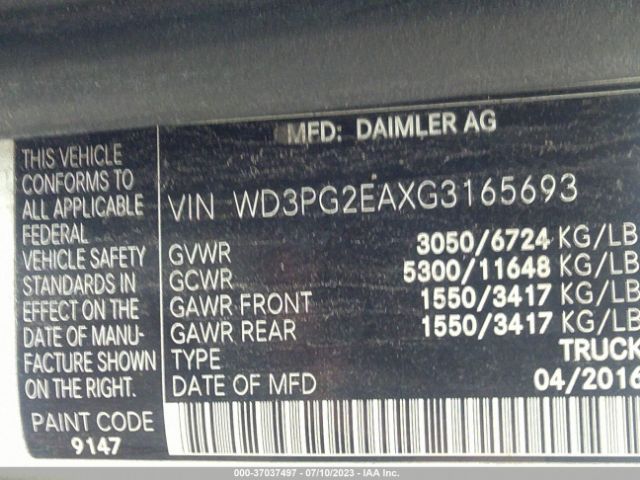 MFD: DAIMLER AG
THIS VEHICLE
CONFORMS TO
ALL APPLICABLE
FEDERAL
VEHICLE SAFETY
STANDARDS IN
EFFECT ON THE
DATE OF MANU-
FACTURE SHOWN
ON THE RIGHT.
PAINT CODE
9147
VIN WD3PG2EAXG3165693
GVWR 3050/6724 KG/LB
GCWR 5300/11648 KG/LB
GAWR FRONT 1550/3417 KG/LB
GAWR REAR 1550/3417 KG/LB
TYPE TRUCK
DATE OF MFD 04/2016
000-37037497 - 07/10/2023 - IAA Inc.